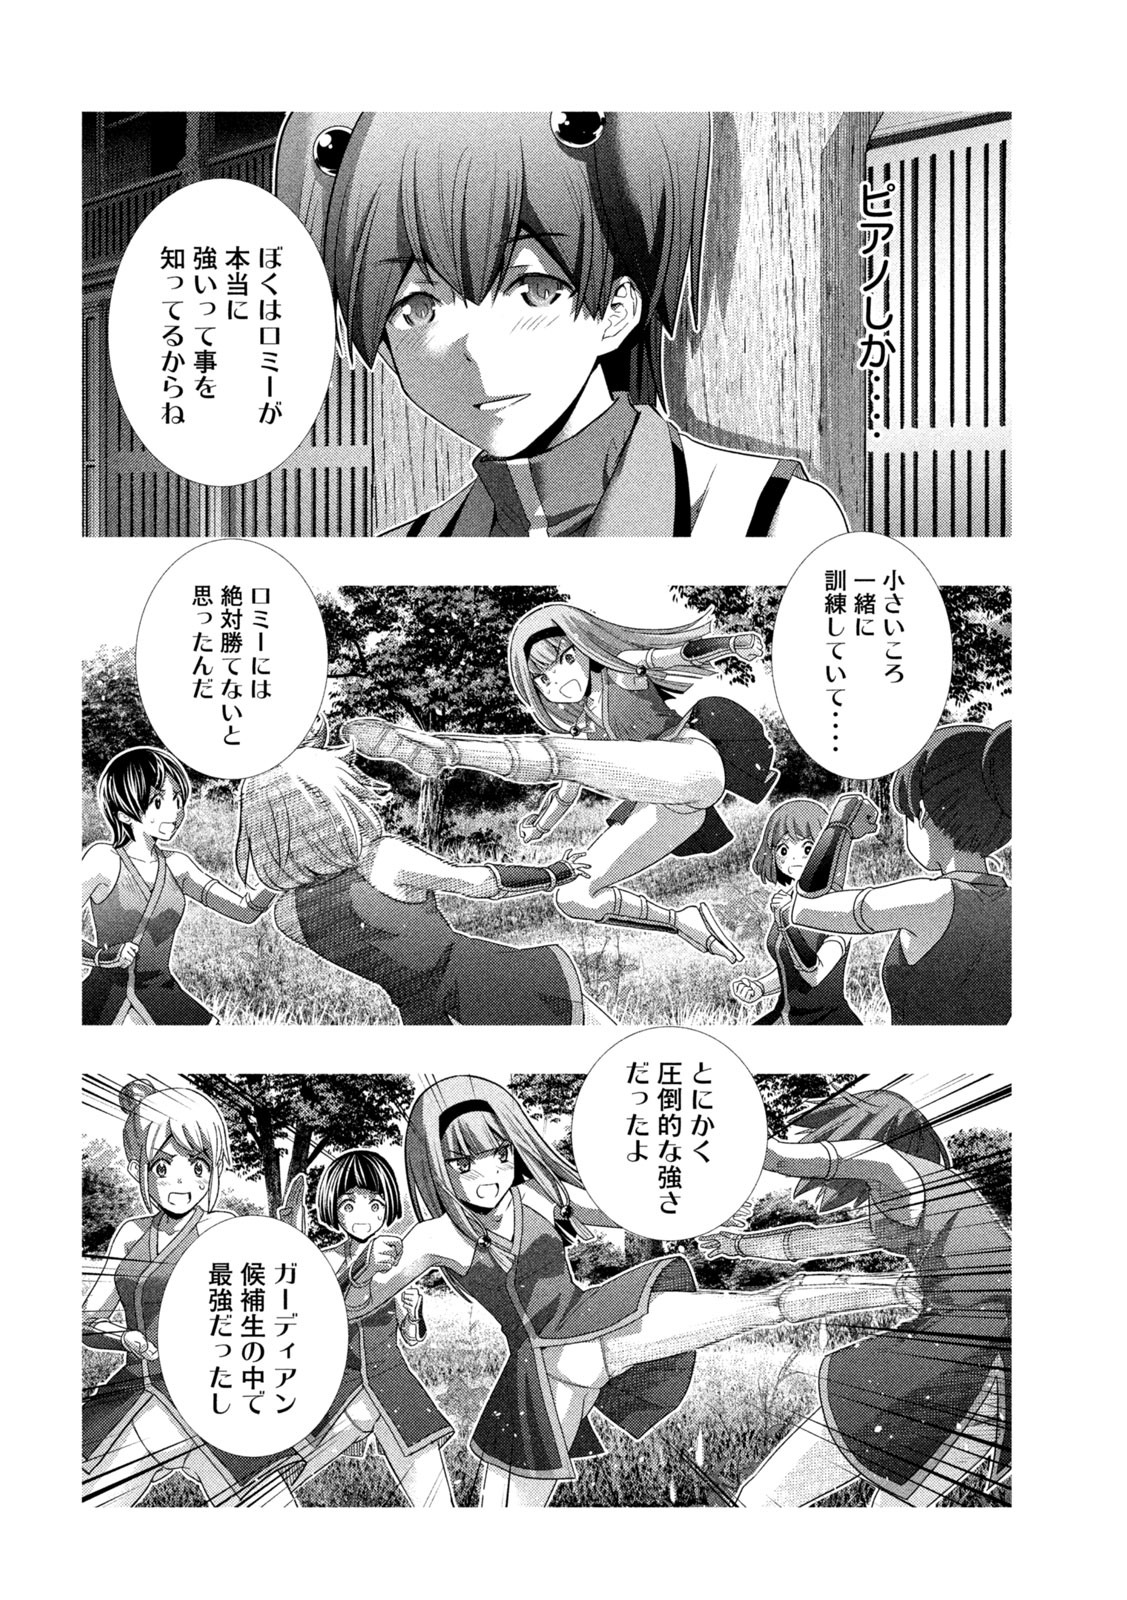 ピアノしか……
ぼくはロミーが
本当に
強いって事を
知ってるからね
小さいころ
一緒に
訓練していて‥‥
ロミーには
絶対勝てないと
思ったんだ
とにかく
圧倒的な強さ
だったよ
ガーディアン
候補生の中で
最強だったし